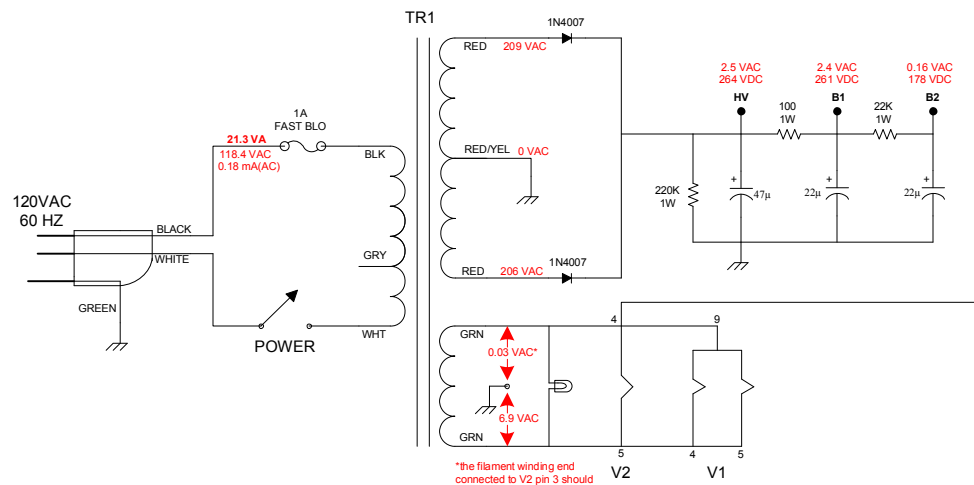 TR1
1N4007
RED
209 VAC
2.5 VAC
264 VDC
HV
2.4 VAC
261 VDC
B1
0.16 VAC
178 VDC
B2
100
1W
22K
1W
1A
FAST BLO
21.3 VA
118.4 VAC
0.18 mA(AC)
BLK
RED/YEL
0 VAC
220K
1W
+
47µ
+
22µ
+
22µ
120VAC
60 HZ
BLACK
WHITE
GRY
GREEN
RED
206 VAC
1N4007
POWER
WHT
GRN
0.03 VAC*
6.9 VAC
GRN
4
9
5
4
5
V2
V1
*the filament winding end
connected to V2 pin 3 should